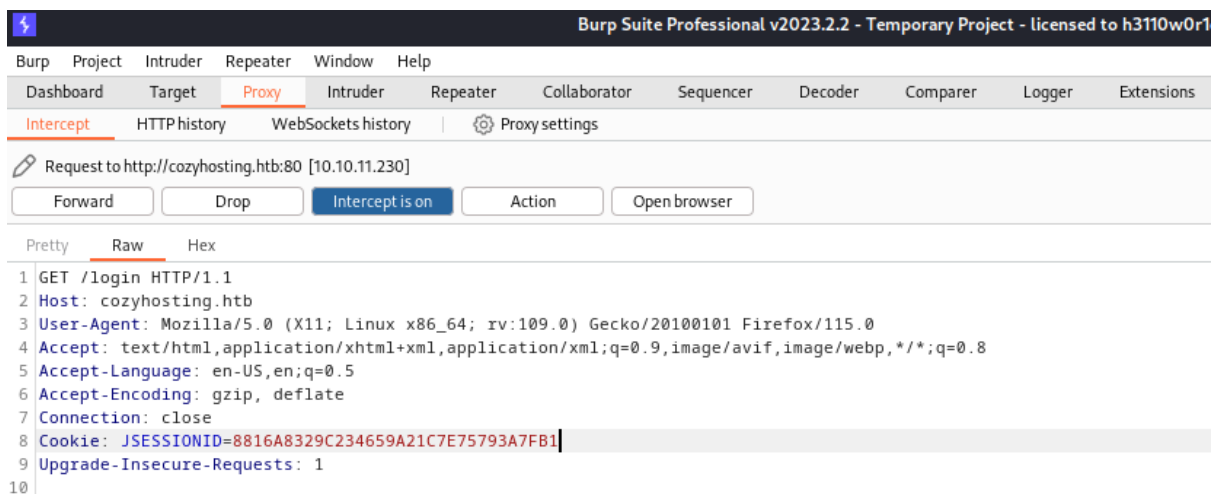 Burp Suite Professional v2023.2.2 - Temporary Project - licensed to h3110w0r1
Burp Project Intruder Repeater Window Help
Dashboard Target Proxy Intruder Repeater Collaborator Sequencer Decoder Comparer Logger Extensions
Intercept HTTP history WebSockets history Proxy settings
Request to http://cozyhosting.htb:80 [10.10.11.230]
Forward Drop Intercept is on Action Open browser
Pretty Raw Hex
1 GET /login HTTP/1.1
2 Host: cozyhosting.htb
3 User-Agent: Mozilla/5.0 (X11; Linux x86_64; rv:109.0) Gecko/20100101 Firefox/115.0
4 Accept: text/html,application/xhtml+xml,application/xml;q=0.9,image/avif,image/webp,*/*;q=0.8
5 Accept-Language: en-US,en;q=0.5
6 Accept-Encoding: gzip, deflate
7 Connection: close
8 Cookie: JSESSIONID=8816A8329C234659A21C7E75793A7FB1
9 Upgrade-Insecure-Requests: 1
10